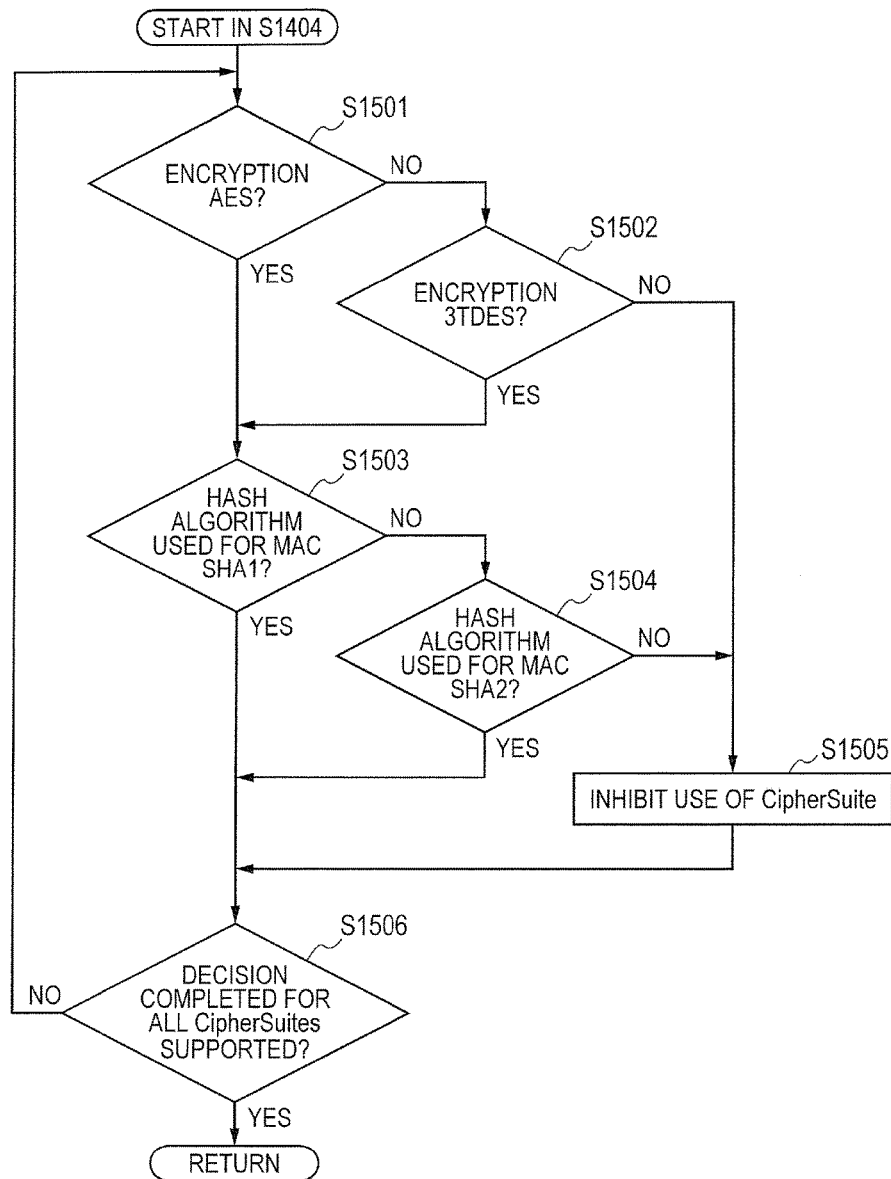 START IN S1404
S1501
ENCRYPTION
AES?
NO
YES
S1502
ENCRYPTION
3TDES?
NO
YES
S1503
HASH
ALGORITHM
USED FOR MAC
SHA1?
NO
YES
S1504
HASH
ALGORITHM
USED FOR MAC
SHA2?
NO
YES
S1505
INHIBIT USE OF CipherSuite
S1506
DECISION
COMPLETED FOR
ALL CipherSuites
SUPPORTED?
NO
YES
RETURN